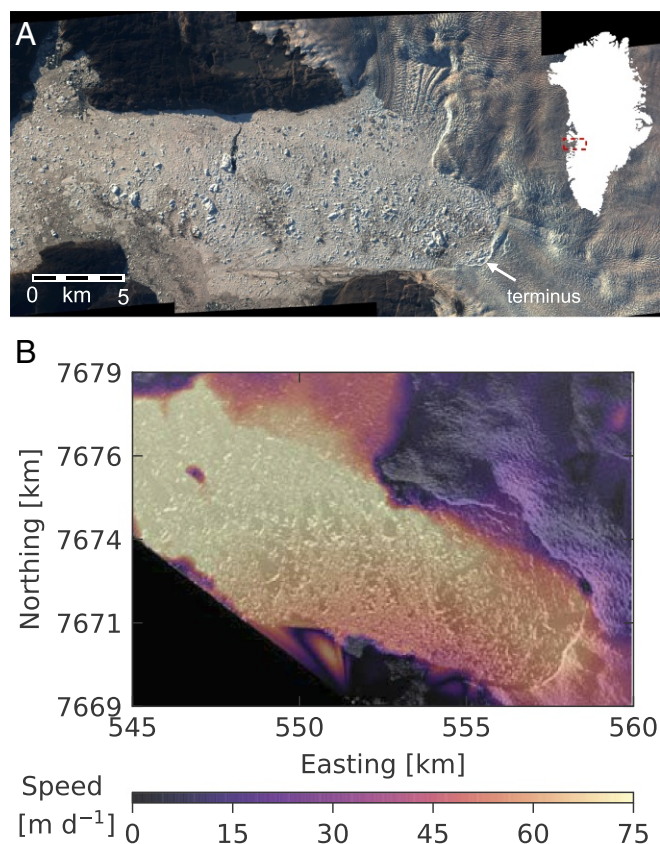 A
0 km 5
terminus
B
7679
7676
7674
7671
7669
Northing [km]
545 550 555 560
Easting [km]
Speed
[m d⁻¹]
0 15 30 45 60 75